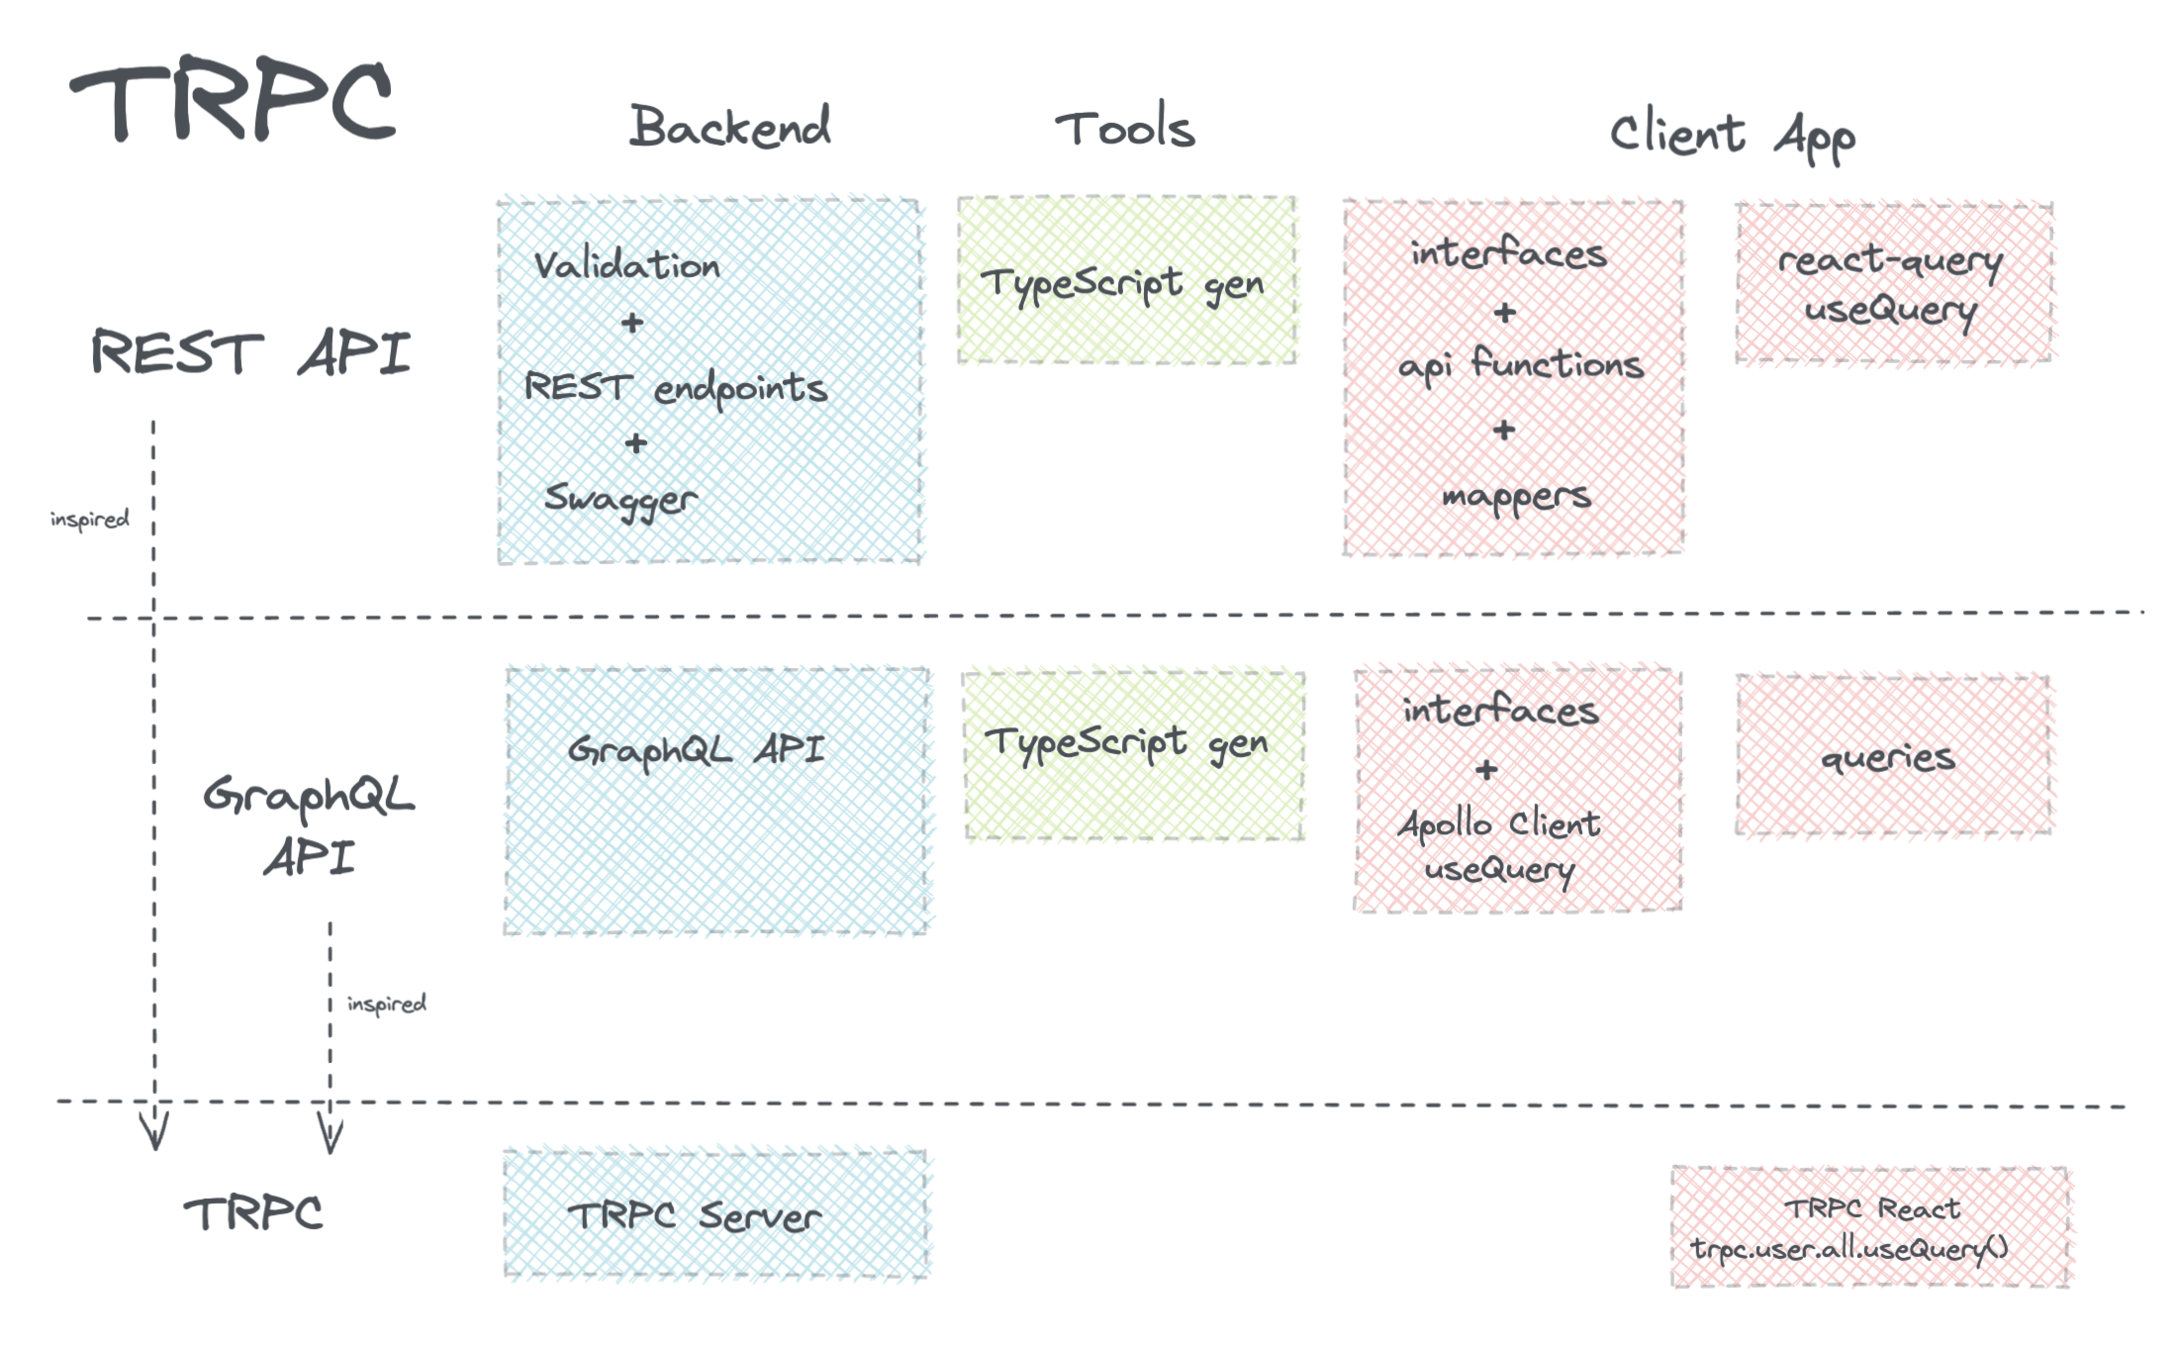 TRPC
Backend
Tools
Client App
REST API
Validation
+
REST endpoints
+
Swagger
TypeScript gen
interfaces
+
api functions
+
mappers
react-query
useQuery
inspired
GraphQL
API
GraphQL API
TypeScript gen
interfaces
+
Apollo Client
useQuery
queries
inspired
TRPC
TRPC Server
TRPC React
trpc.user.all.useQuery()